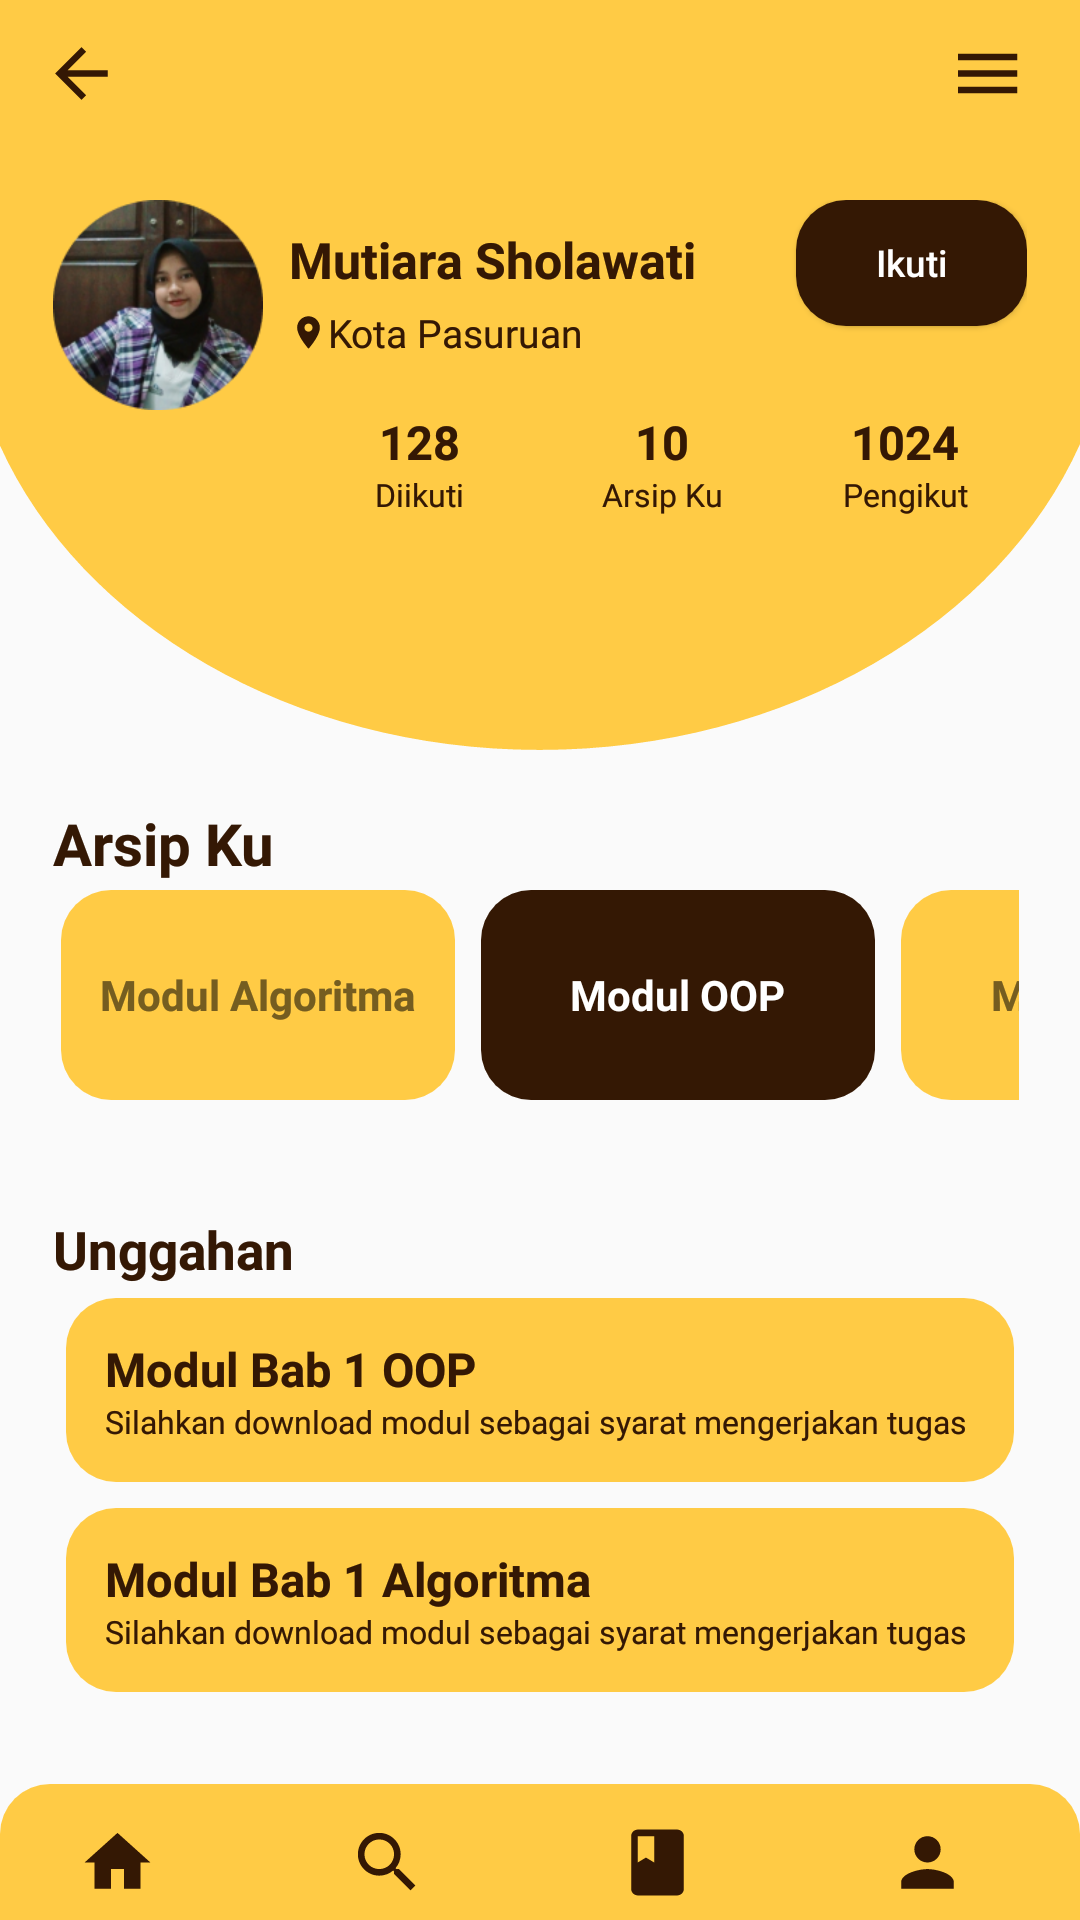 Mutiara Sholawati
Ikuti
Kota Pasuruan
128
10
1024
Diikuti
Arsip Ku
Pengikut
Arsip Ku
Modul Algoritma
Modul OOP
M
Unggahan
Modul Bab 1 OOP
Silahkan download modul sebagai syarat mengerjakan tugas
Modul Bab 1 Algoritma
Silahkan download modul sebagai syarat mengerjakan tugas